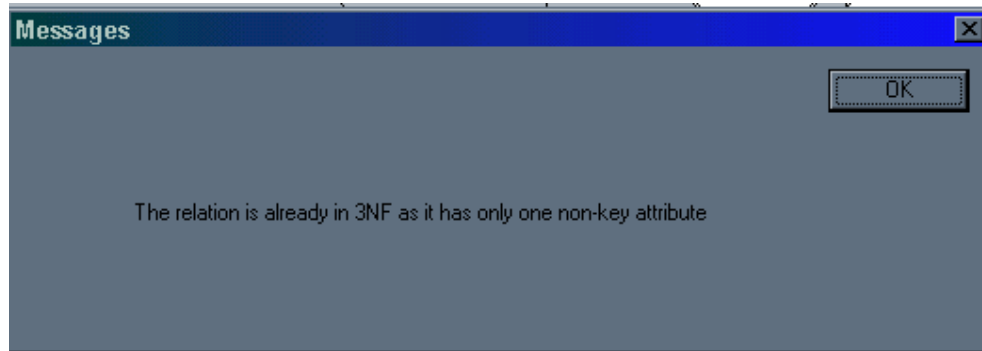 Messages
OK
The relation is already in 3NF as it has only one non-key attribute